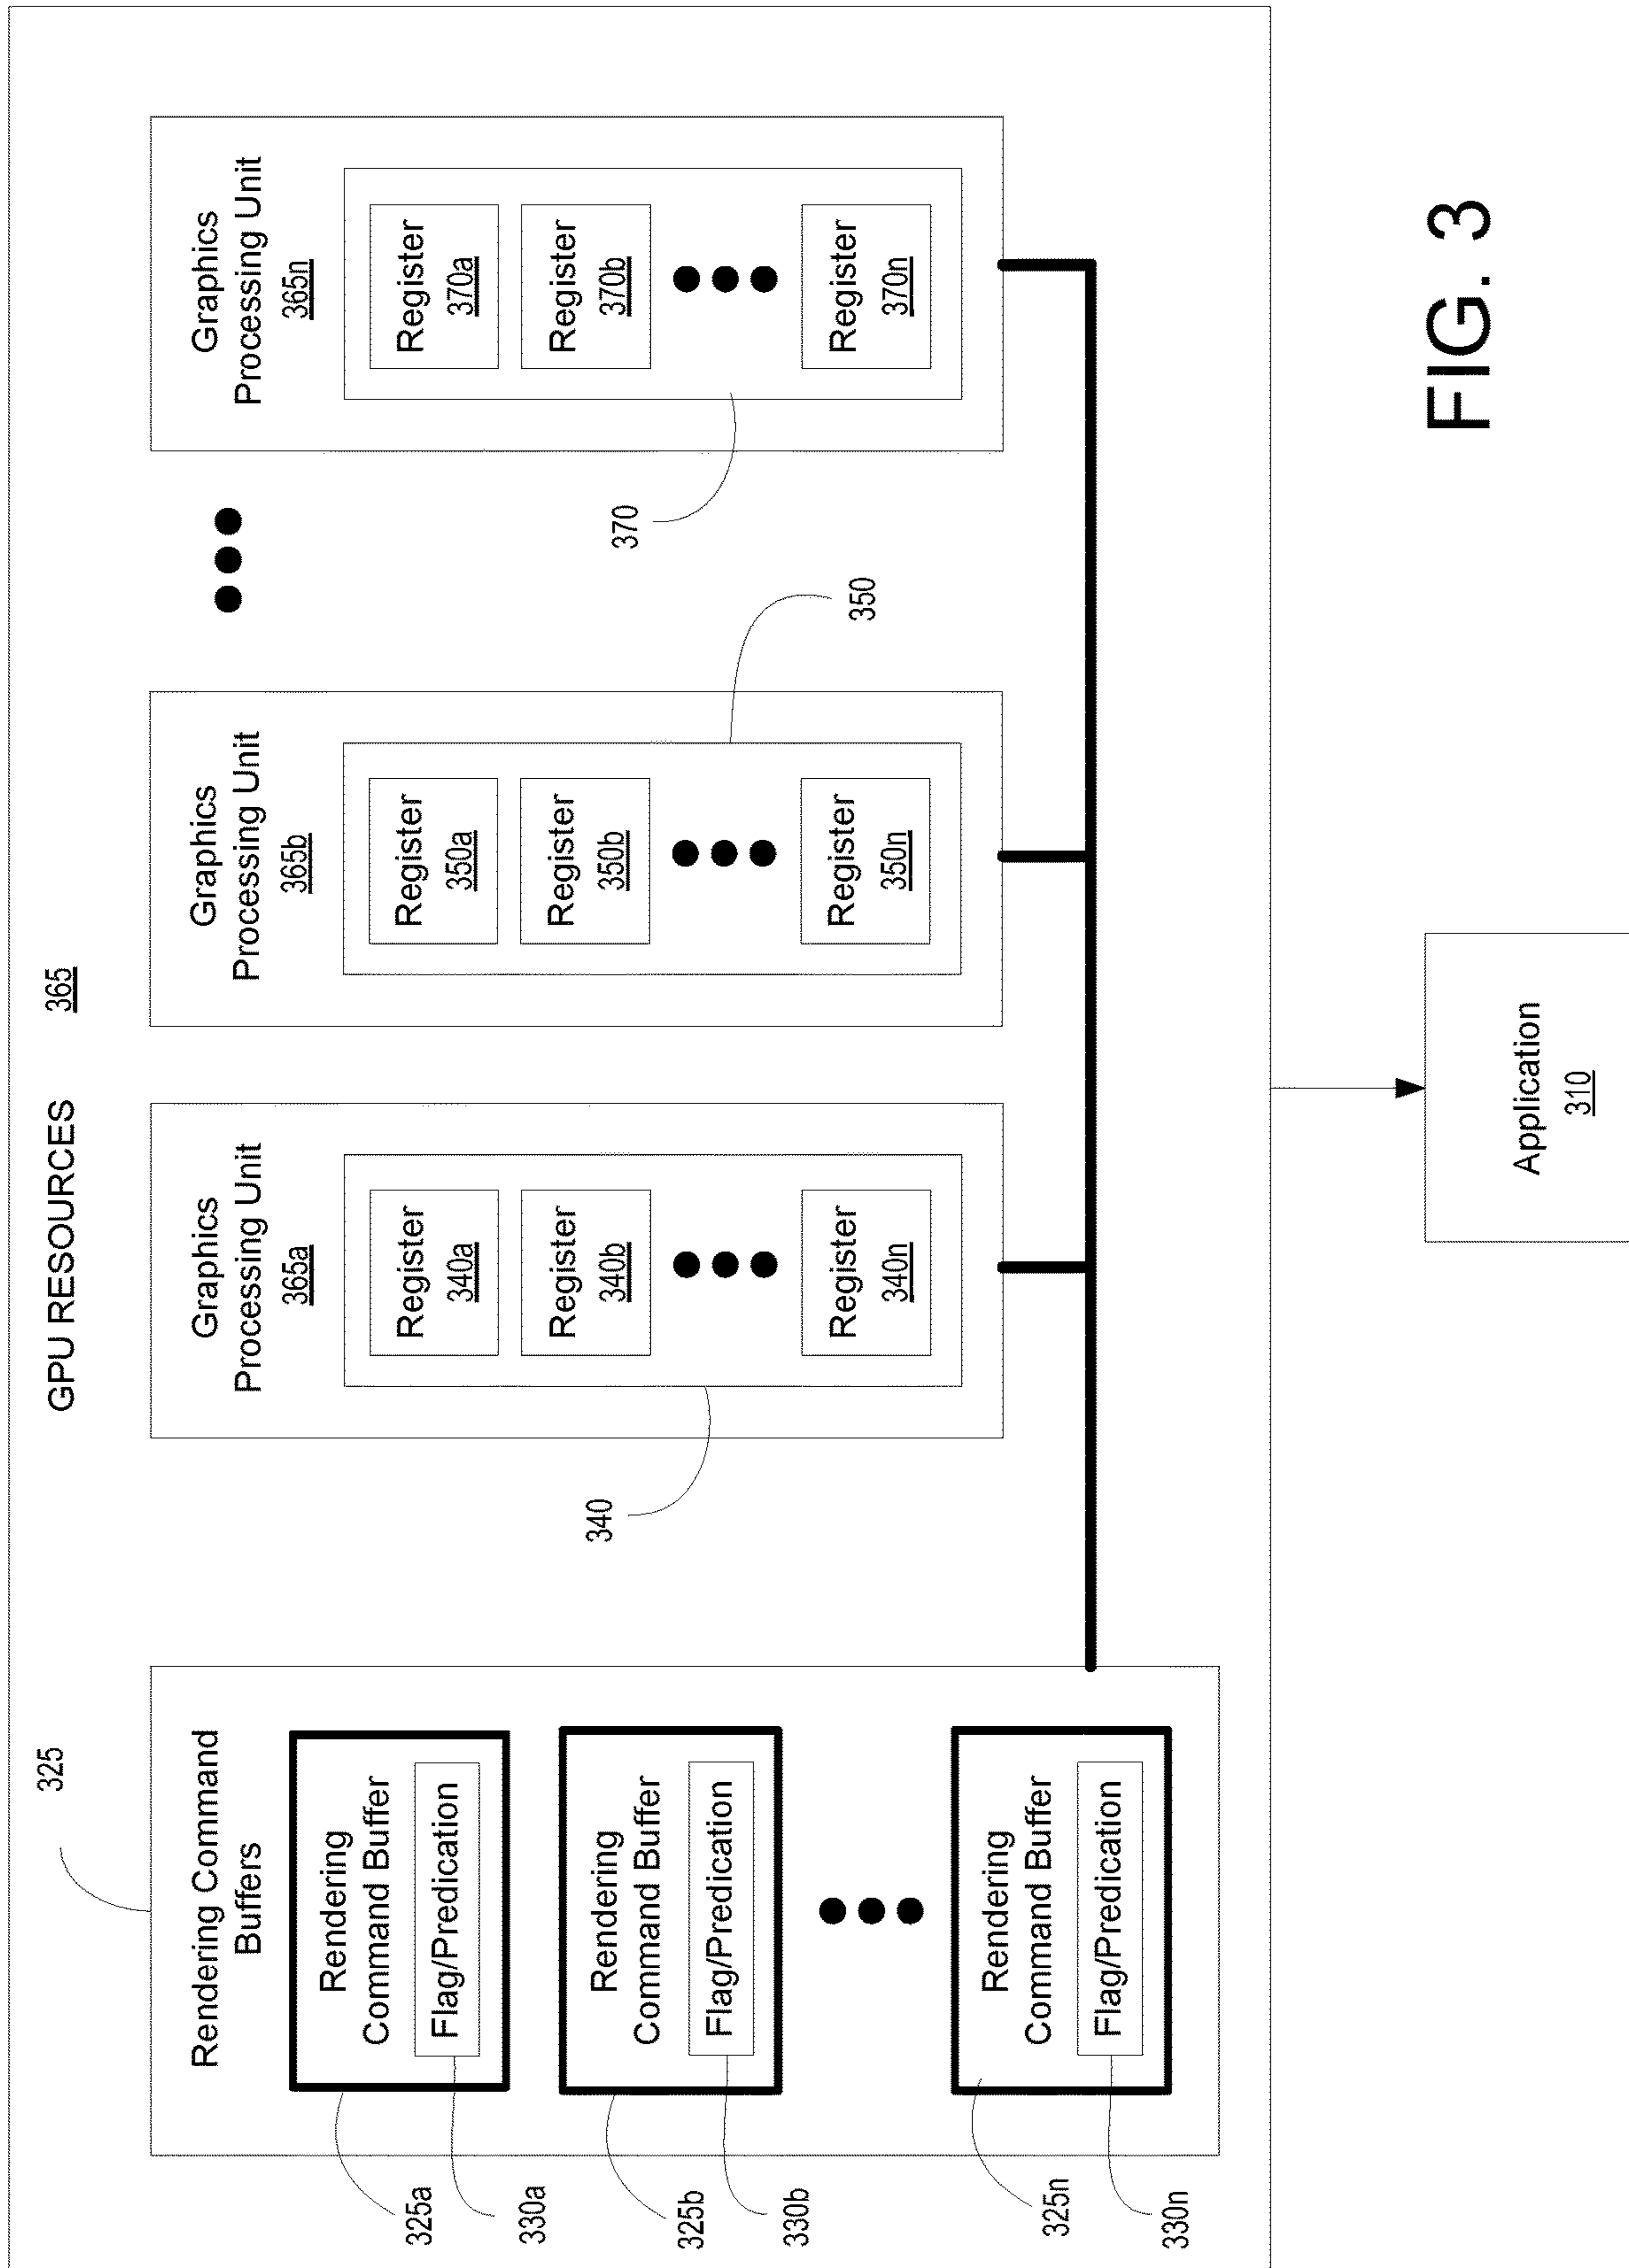 GPU RESOURCES 365
325
Rendering Command
Buffers
Rendering
Command Buffer
Flag/Predication
325a
330a
Rendering
Command Buffer
Flag/Predication
325b
330b
Rendering
Command Buffer
Flag/Predication
325n
330n
Graphics
Processing Unit
365a
Register
340a
Register
340b
Register
340n
340
Graphics
Processing Unit
365b
Register
350a
Register
350b
Register
350n
350
Graphics
Processing Unit
365n
Register
370a
Register
370b
Register
370n
370
Application
310
FIG. 3